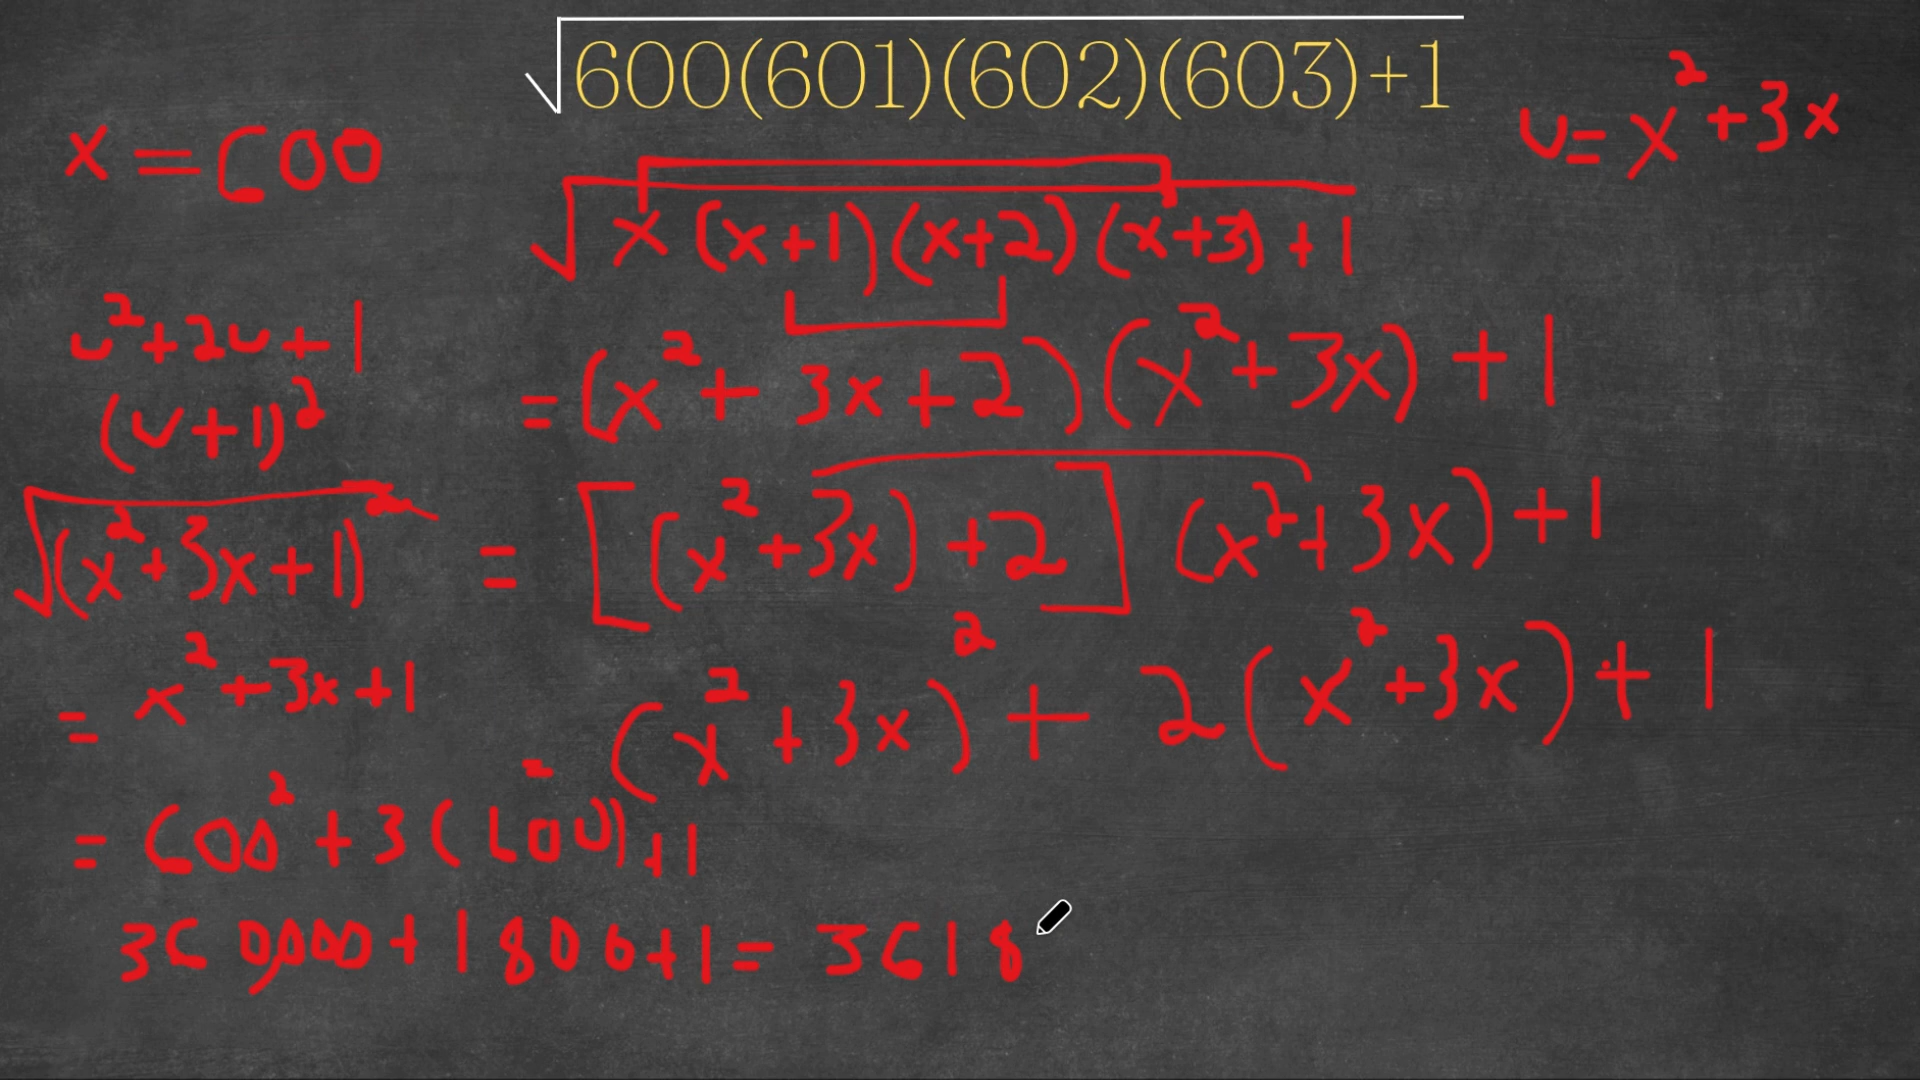 √600(601)(602)(603)+1
x = 600
u = x² + 3x
√x(x+1)(x+2)(x+3) + 1
= (x² + 3x + 2)(x² + 3x) + 1
= [(x² + 3x) + 2](x² + 3x) + 1
= (x² + 3x)² + 2(x² + 3x) + 1
u² + 2u + 1
(u + 1)²
√(x² + 3x + 1)²
= x² + 3x + 1
= 600² + 3(600) + 1
360,000 + 1800 + 1 = 3618